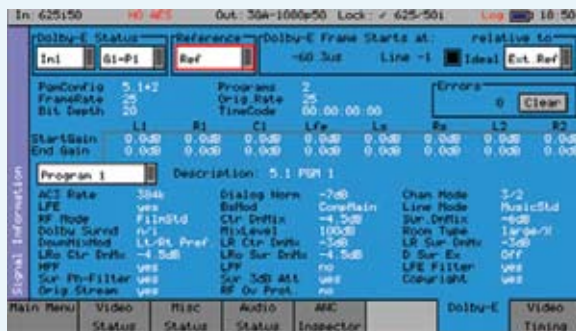 In: 625i50 NO AES Out: 3GA-1080p50 Lock: ✓ 625/50i Log 10:50
Dolby-E Status Reference Dolby-E Frame Starts at: relative to
In1 G1-P1 Ref -60.3us Line -1 Ideal Ext.Ref
PgmConfig 5.1+2 Programs 2 Errors
FrameRate 25 Orig.Rate 25 0 Clear
Bit Depth 20 TimeCode 00:00:00:00
L1 R1 C1 Lfe Ls Rs L2 R2
StartGain 0.0dB 0.0dB 0.0dB 0.0dB 0.0dB 0.0dB 0.0dB 0.0dB
End Gain 0.0dB 0.0dB 0.0dB 0.0dB 0.0dB 0.0dB 0.0dB 0.0dB
Program 1 Description: 5.1 PGM 1
Signal Information
AC3 Rate 384k Dialog Norm -7dB Chan Mode 3/2
LFE yes BsMod CompMain Line Mode MusicStd
RF Mode FilmStd Ctr DnMix -4.5dB Sur.DnMix -6dB
Dolby Surnd n/i MixLevel 100dB Room Type large/X
DownMixMod Lt/Rt Pref LR Ctr DnMx -3dB LR Sur DnMx -3dB
LRo Ctr DnMx -4.5dB LRo Sur DnMx -4.5dB D Sur Ex Off
HPF yes LPF no LFE Filter yes
Sur Ph-Filter yes Sur 3dB Att yes Copyright yes
Orig.Stream yes RF Ov Prot. no
Main Menu Video Status Misc Status Audio Status ANC Inspector Dolby-E Video Timing